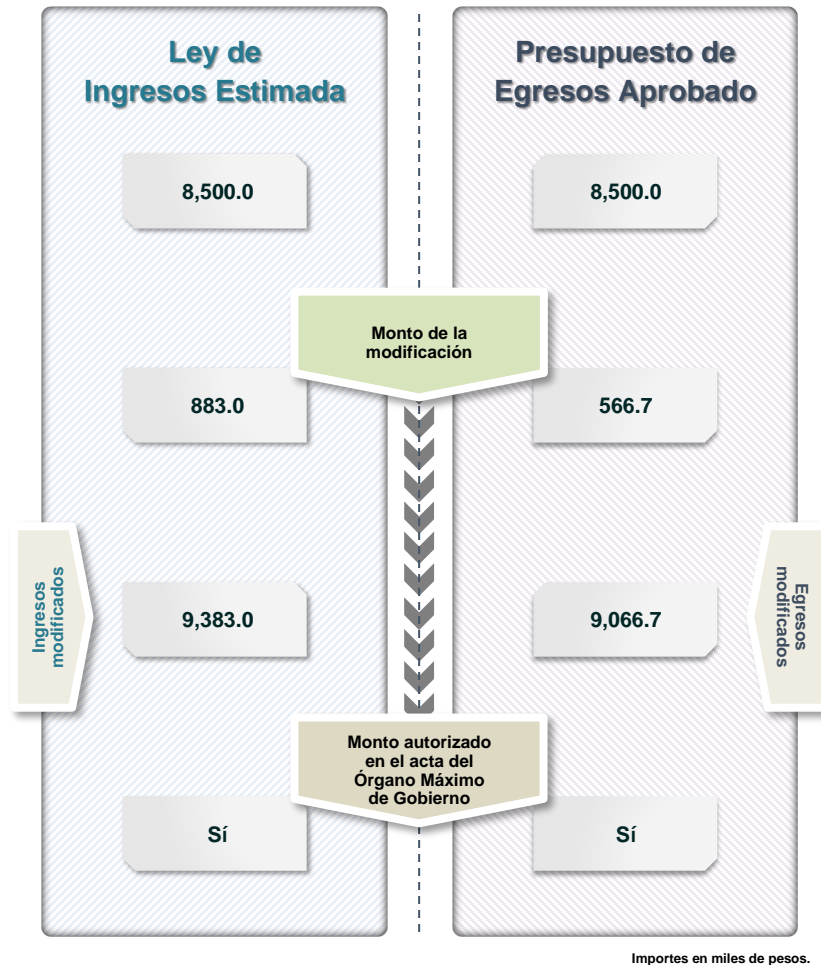 Ley de
Ingresos Estimada
Presupuesto de
Egresos Aprobado
8,500.0
8,500.0
Monto de la
modificación
883.0
566.7
Ingresos
modificados
9,383.0
9,066.7
Egresos
modificados
Monto autorizado
en el acta del
Órgano Máximo
de Gobierno
Sí
Sí
Importes en miles de pesos.